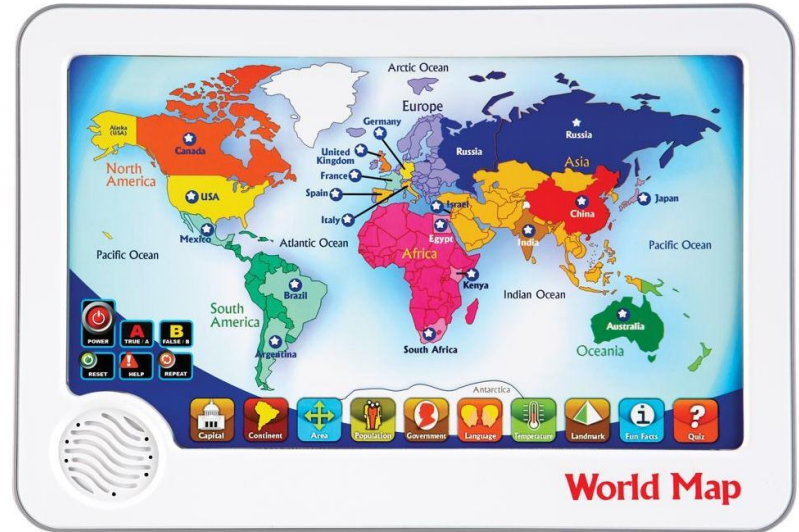 Arctic Ocean
Europe
Germany
Alaska
(USA)
Canada
United
Kingdom
Russia
Russia
Asia
North
America
France
USA
Spain
Israel
Japan
China
Italy
Mexico
Egypt
India
Atlantic Ocean
Pacific Ocean
Pacific Ocean
Africa
Kenya
Indian Ocean
Brazil
South
America
Australia
Argentina
South Africa
Oceania
POWER
A
TRUE / A
B
FALSE / B
RESET
HELP
REPEAT
Antarctica
Capital
Continent
Area
Population
Government
Language
Temperature
Landmark
i
Fun Facts
?
Quiz
World Map